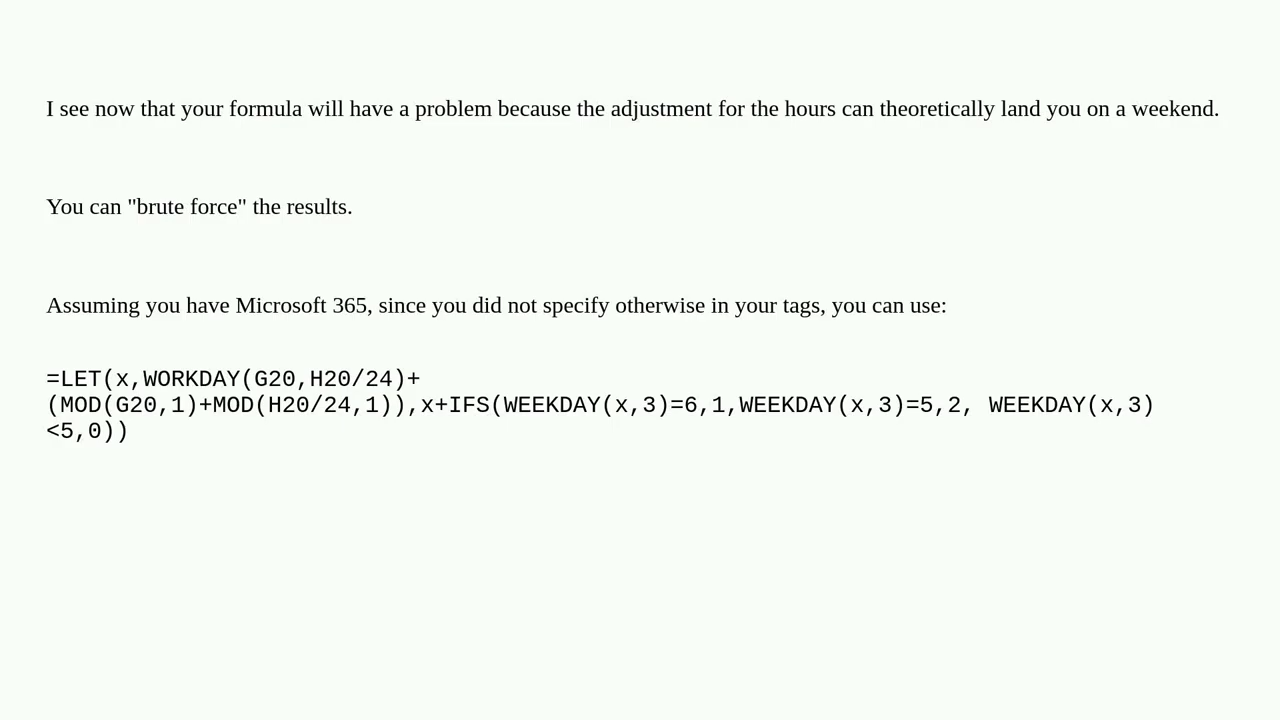 I see now that your formula will have a problem because the adjustment for the hours can theoretically land you on a weekend.
You can "brute force" the results.
Assuming you have Microsoft 365, since you did not specify otherwise in your tags, you can use:
=LET(x,WORKDAY(G20,H20/24)+
(MOD(G20,1)+MOD(H20/24,1)),x+IFS(WEEKDAY(x,3)=6,1,WEEKDAY(x,3)=5,2, WEEKDAY(x,3)
<5,0))